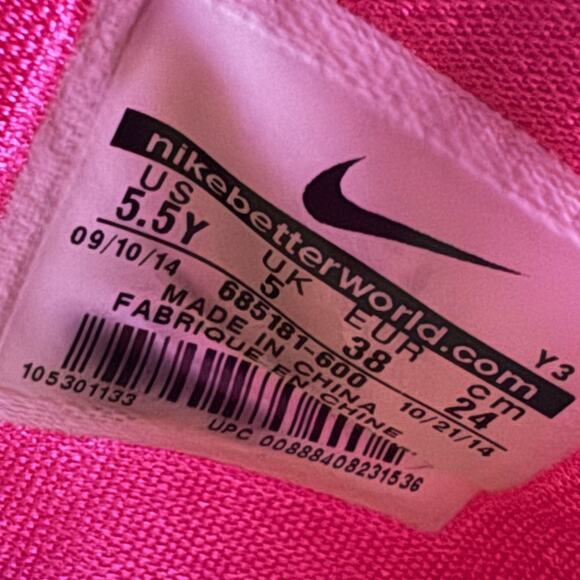 nikebetterworld.com
US UK EUR cm
5.5Y 5 38 24
09/10/14 685181-600 10/21/14
MADE IN CHINA
FABRIQUE EN CHINE
105301133
UPC 00888408231536
Y3